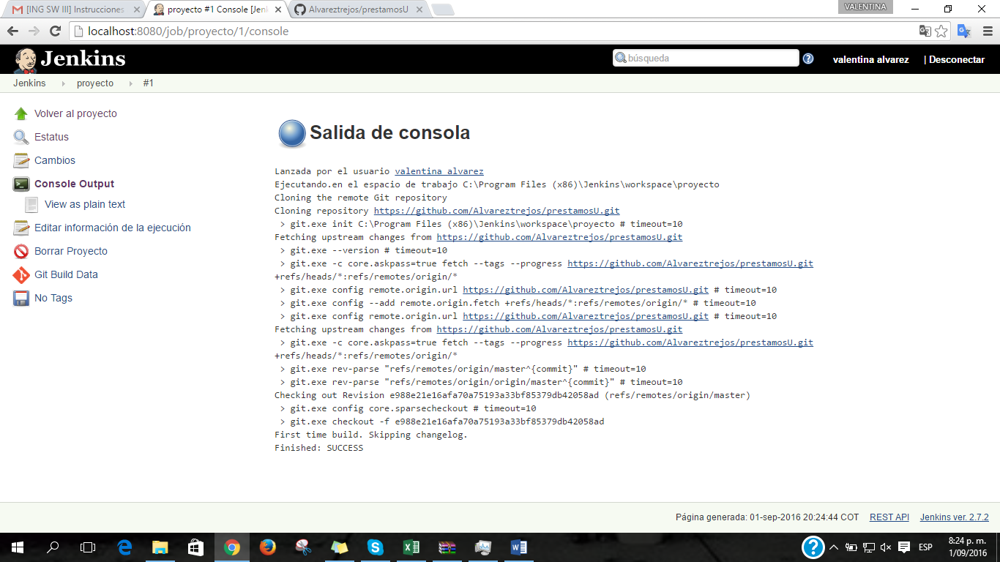 [ING SW III] Instrucciones
proyecto #1 Console [Jen
Alvareztrejos/prestamosU
VALENTINA
localhost:8080/job/proyecto/1/console
Jenkins
búsqueda
valentina alvarez
| Desconectar
Jenkins
proyecto
#1
Volver al proyecto
Estatus
Cambios
Console Output
View as plain text
Editar información de la ejecución
Borrar Proyecto
Git Build Data
No Tags
Salida de consola
Lanzada por el usuario valentina alvarez
Ejecutando.en el espacio de trabajo C:\Program Files (x86)\Jenkins\workspace\proyecto
Cloning the remote Git repository
Cloning repository https://github.com/Alvareztrejos/prestamosU.git
> git.exe init C:\Program Files (x86)\Jenkins\workspace\proyecto # timeout=10
Fetching upstream changes from https://github.com/Alvareztrejos/prestamosU.git
> git.exe --version # timeout=10
> git.exe -c core.askpass=true fetch --tags --progress https://github.com/Alvareztrejos/prestamosU.git
+refs/heads/*:refs/remotes/origin/*
> git.exe config remote.origin.url https://github.com/Alvareztrejos/prestamosU.git # timeout=10
> git.exe config --add remote.origin.fetch +refs/heads/*:refs/remotes/origin/* # timeout=10
> git.exe config remote.origin.url https://github.com/Alvareztrejos/prestamosU.git # timeout=10
Fetching upstream changes from https://github.com/Alvareztrejos/prestamosU.git
> git.exe -c core.askpass=true fetch --tags --progress https://github.com/Alvareztrejos/prestamosU.git
+refs/heads/*:refs/remotes/origin/*
> git.exe rev-parse "refs/remotes/origin/master^{commit}" # timeout=10
> git.exe rev-parse "refs/remotes/origin/origin/master^{commit}" # timeout=10
Checking out Revision e988e21e16afa70a75193a33bf85379db42058ad (refs/remotes/origin/master)
> git.exe config core.sparsecheckout # timeout=10
> git.exe checkout -f e988e21e16afa70a75193a33bf85379db42058ad
First time build. Skipping changelog.
Finished: SUCCESS
Página generada: 01-sep-2016 20:24:44 COT
REST API
Jenkins ver. 2.7.2
ESP
8:24 p. m.
1/09/2016